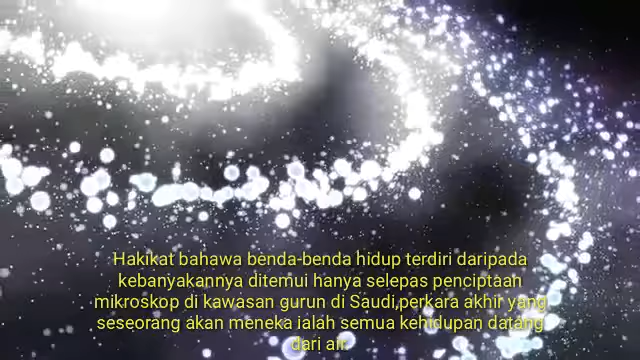 Hakikat bahawa benda-benda hidup terdiri daripada
kebanyakannya ditemui hanya selepas penciptaan
mikroskop di kawasan gurun di Saudi,perkara akhir yang
seseorang akan meneka ialah semua kehidupan datang
dari air.